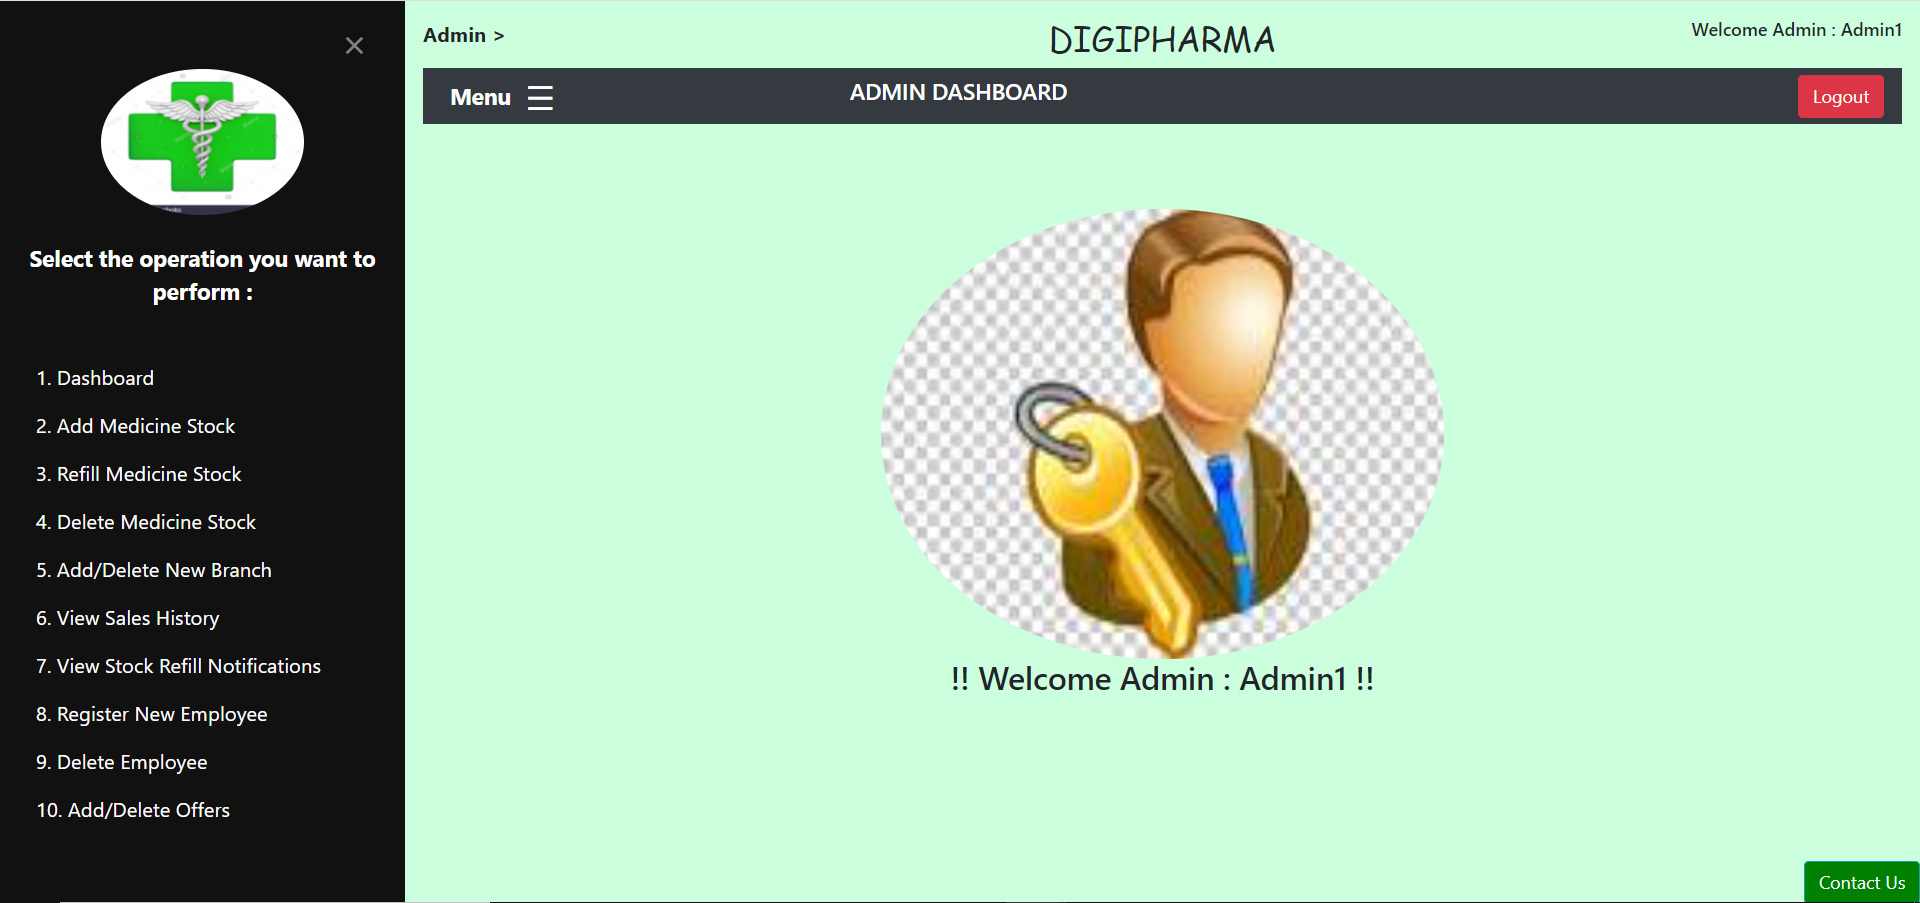 Select the operation you want to
perform :
1. Dashboard
2. Add Medicine Stock
3. Refill Medicine Stock
4. Delete Medicine Stock
5. Add/Delete New Branch
6. View Sales History
7. View Stock Refill Notifications
8. Register New Employee
9. Delete Employee
10. Add/Delete Offers
Admin >
DIGIPHARMA
Welcome Admin : Admin1
Menu
ADMIN DASHBOARD
Logout
!! Welcome Admin : Admin1 !!
Contact Us